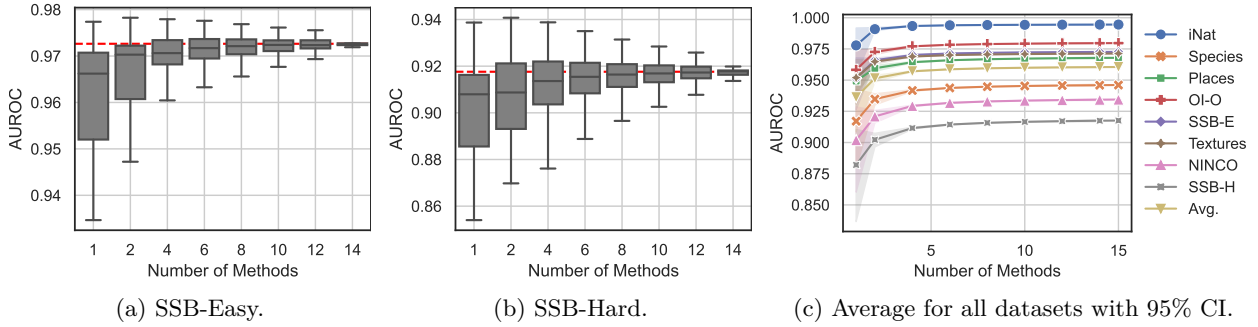 AUROC
0.98
0.97
0.96
0.95
0.94
1 2 4 6 8 10 12 14
Number of Methods
(a) SSB-Easy.
AUROC
0.94
0.92
0.90
0.88
0.86
1 2 4 6 8 10 12 14
Number of Methods
(b) SSB-Hard.
AUROC
1.000
0.975
0.950
0.925
0.900
0.875
0.850
5 10 15
Number of Methods
iNat
Species
Places
OI-O
SSB-E
Textures
NINCO
SSB-H
Avg.
(c) Average for all datasets with 95% CI.